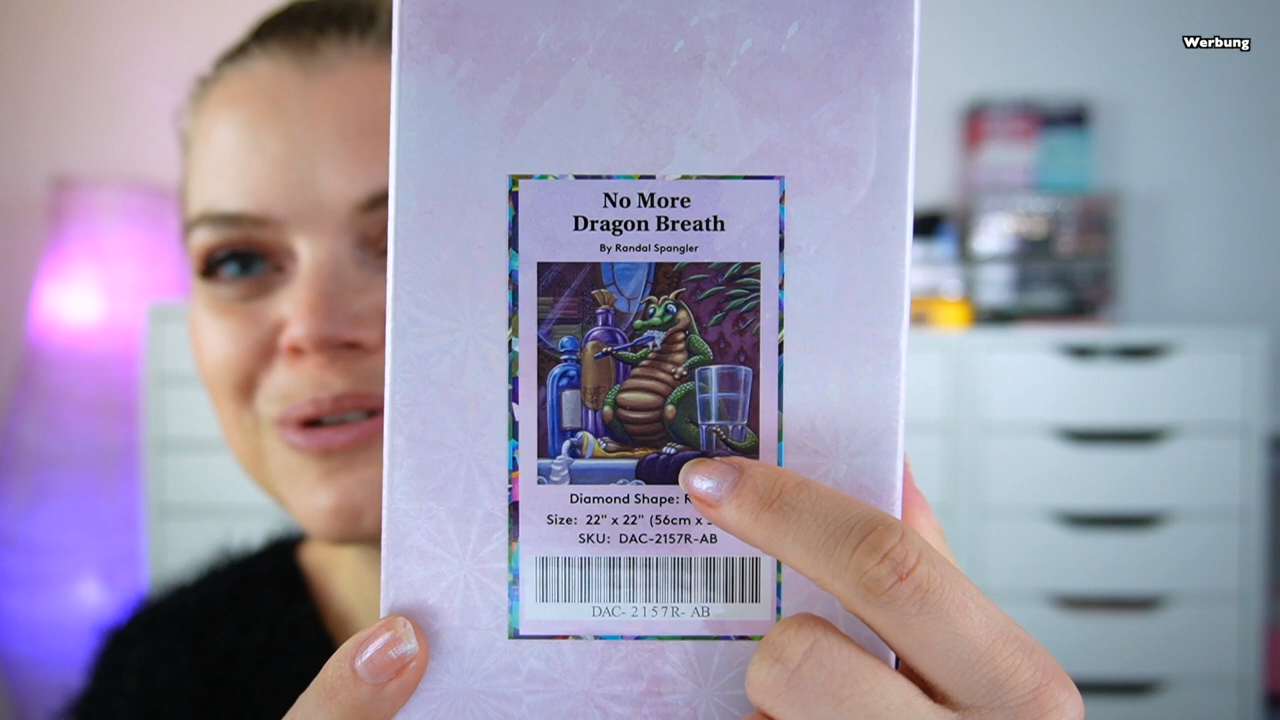 Werbung
No More
Dragon Breath
By Randal Spangler
Diamond Shape:
Size: 22" x 22" (56cm x
SKU: DAC-2157R-AB
DAC- 2157R- AB